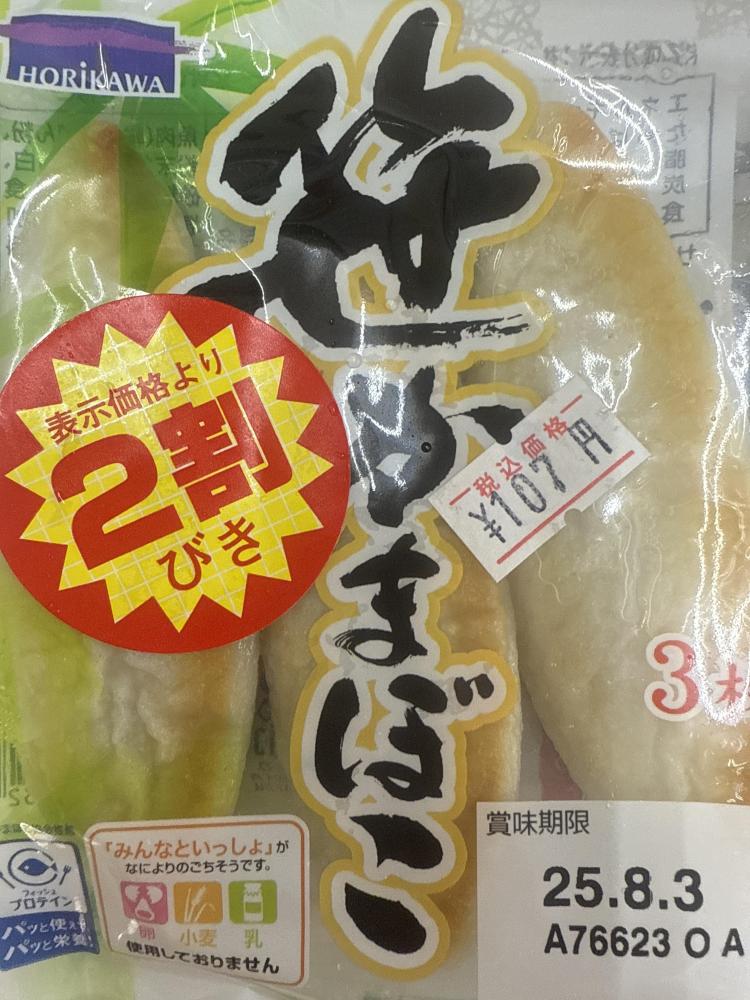 HORiKAWA
笹かまぼこ
表示価格より
2割
びき
税込価格
¥107円
3枚
賞味期限
25.8.3
A76623 O A
フィッシュ
プロテイン
パッと使え
パッと栄養!
「みんなといっしょ」が
なによりのごちそうです。
卵 小麦 乳
使用しておりません